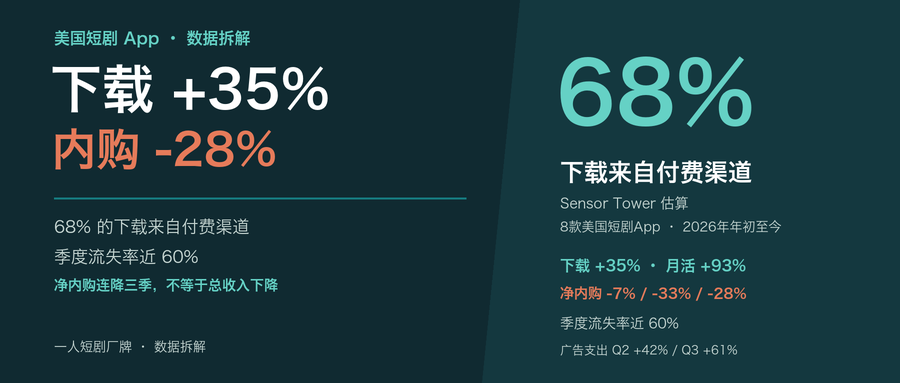 美国短剧 App · 数据拆解
下载 +35%
内购 -28%
68% 的下载来自付费渠道
季度流失率近 60%
净内购连降三季，不等于总收入下降
一人短剧厂牌 · 数据拆解
68%
下载来自付费渠道
Sensor Tower 估算
8款美国短剧App · 2026年年初至今
下载 +35% · 月活 +93%
净内购 -7% / -33% / -28%
季度流失率近 60%
广告支出 Q2 +42% / Q3 +61%